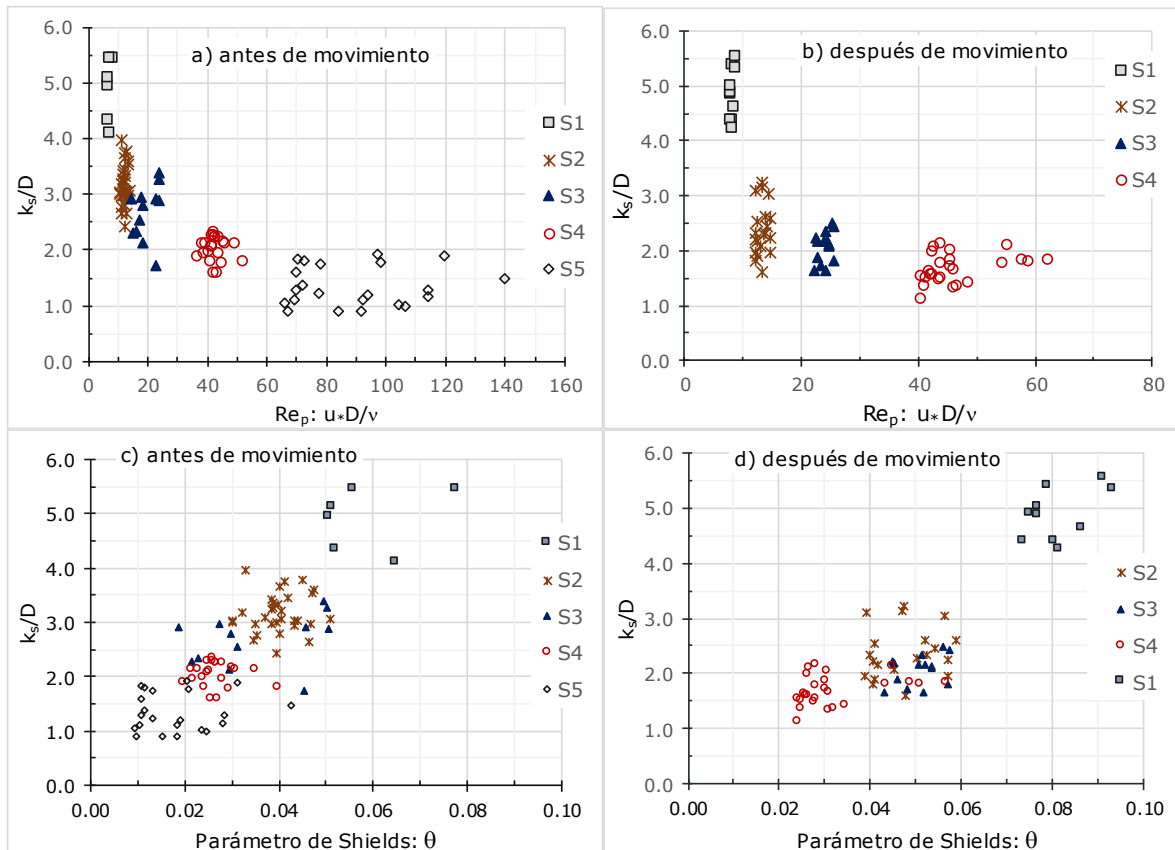 a) antes de movimiento
6.0
5.0
4.0
3.0
2.0
1.0
0.0
kₛ/D
0
20
40
60
80
100
120
140
160
Reₚ: u*D/ν
S1
S2
S3
S4
S5
b) después de movimiento
6.0
5.0
4.0
3.0
2.0
1.0
0.0
kₛ/D
0
20
40
60
80
Reₚ: u*D/ν
S1
S2
S3
S4
c) antes de movimiento
6.0
5.0
4.0
3.0
2.0
1.0
0.0
kₛ/D
0.00
0.02
0.04
0.06
0.08
0.10
Parámetro de Shields: θ
S1
S2
S3
S4
S5
d) después de movimiento
6.0
5.0
4.0
3.0
2.0
1.0
0.0
kₛ/D
0.00
0.02
0.04
0.06
0.08
0.10
Parámetro de Shields: θ
S2
S3
S4
S1